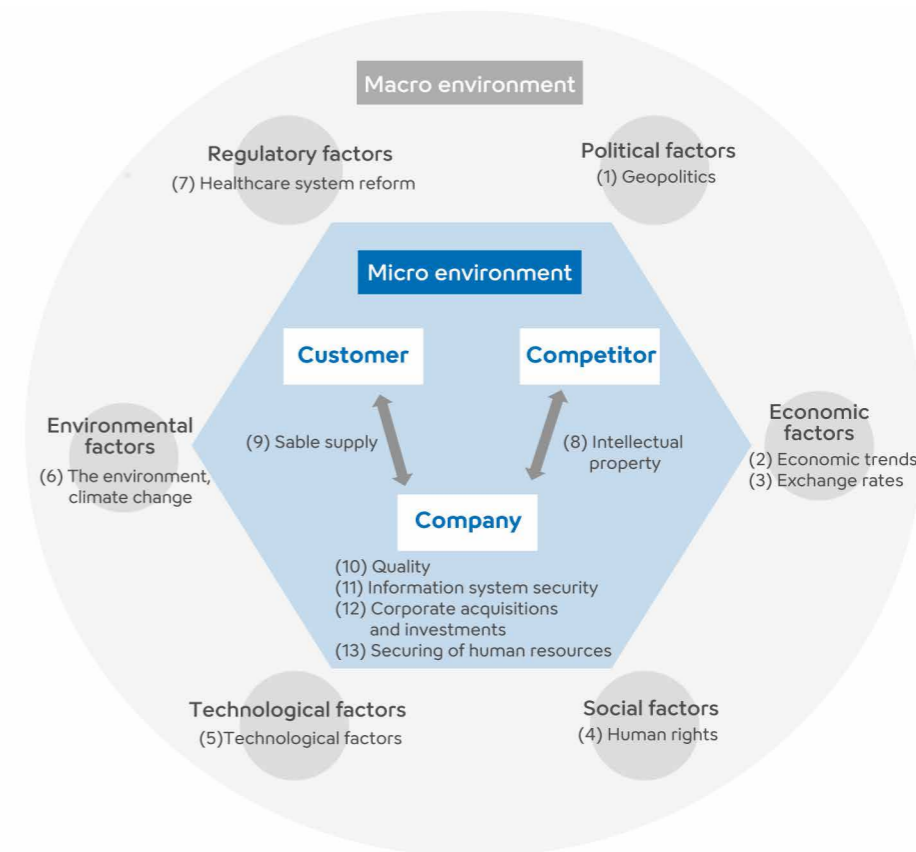 Macro environment
Regulatory factors
(7) Healthcare system reform
Political factors
(1) Geopolitics
Micro environment
Customer
Competitor
Environmental
factors
(6) The environment,
climate change
(9) Sable supply
(8) Intellectual
property
Economic
factors
(2) Economic trends
(3) Exchange rates
Company
(10) Quality
(11) Information system security
(12) Corporate acquisitions
and investments
(13) Securing of human resources
Technological factors
(5)Technological factors
Social factors
(4) Human rights